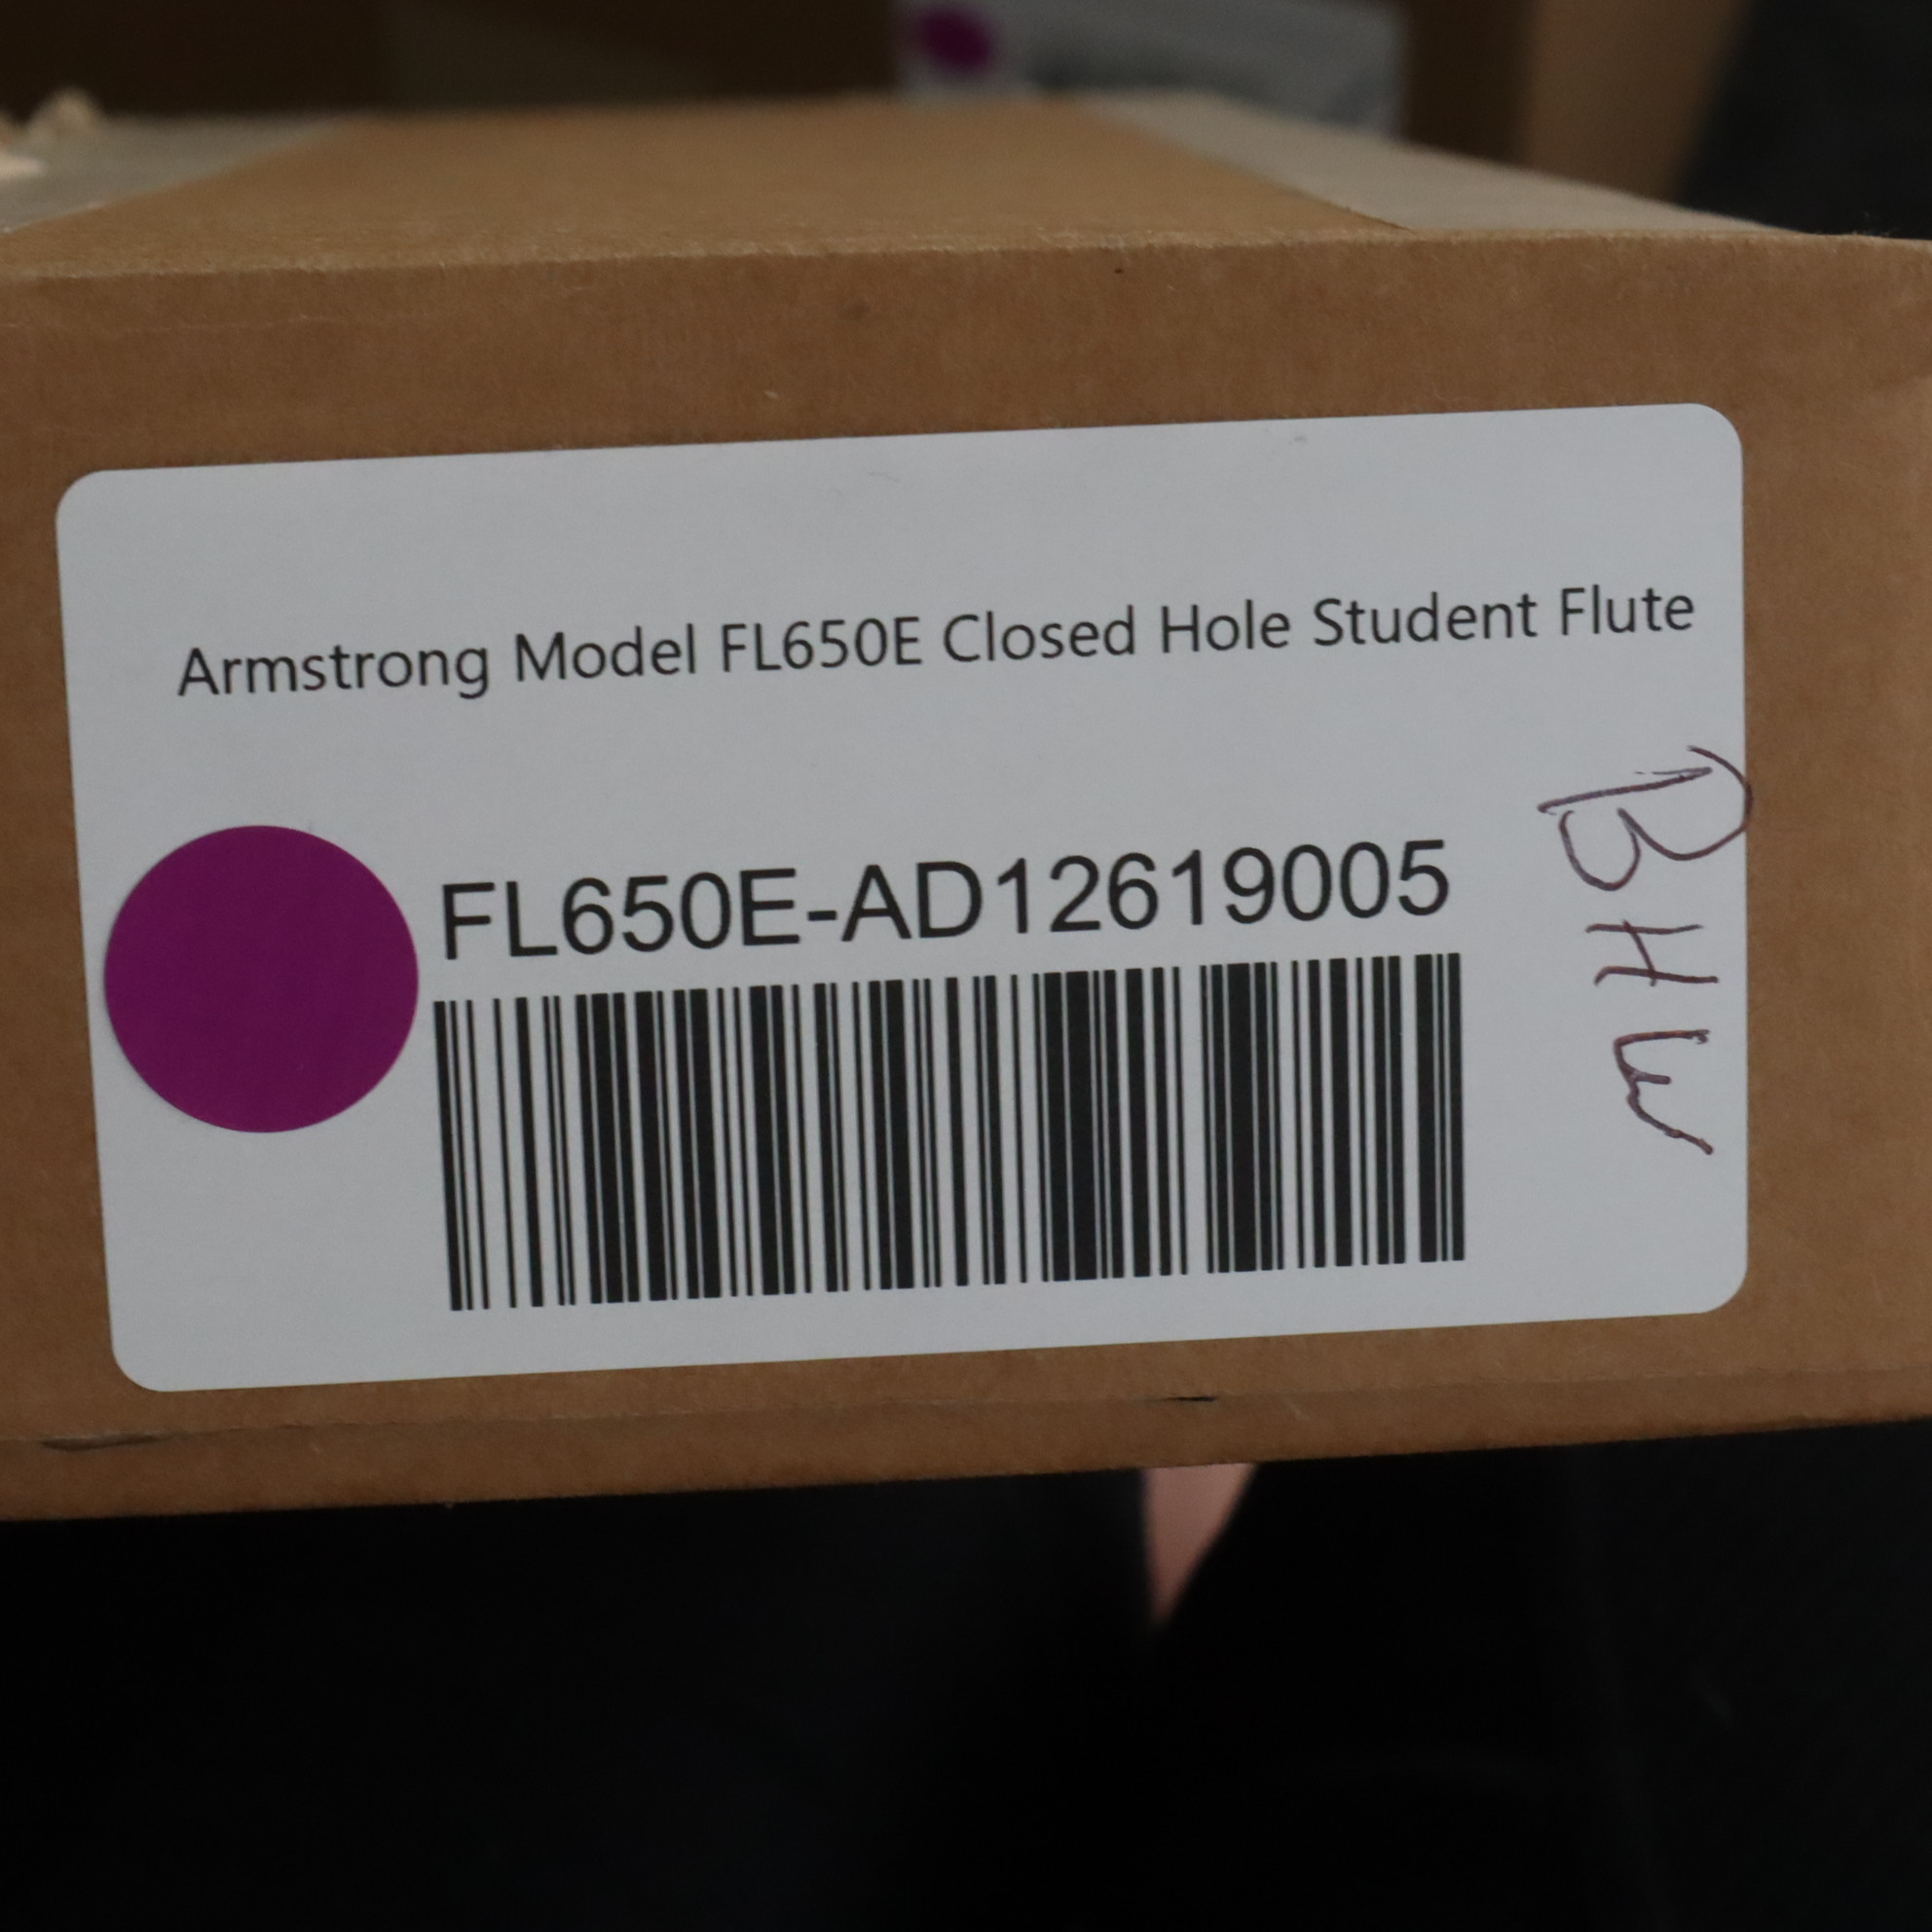 Armstrong Model FL650E Closed Hole Student Flute
FL650E-AD12619005
BHW